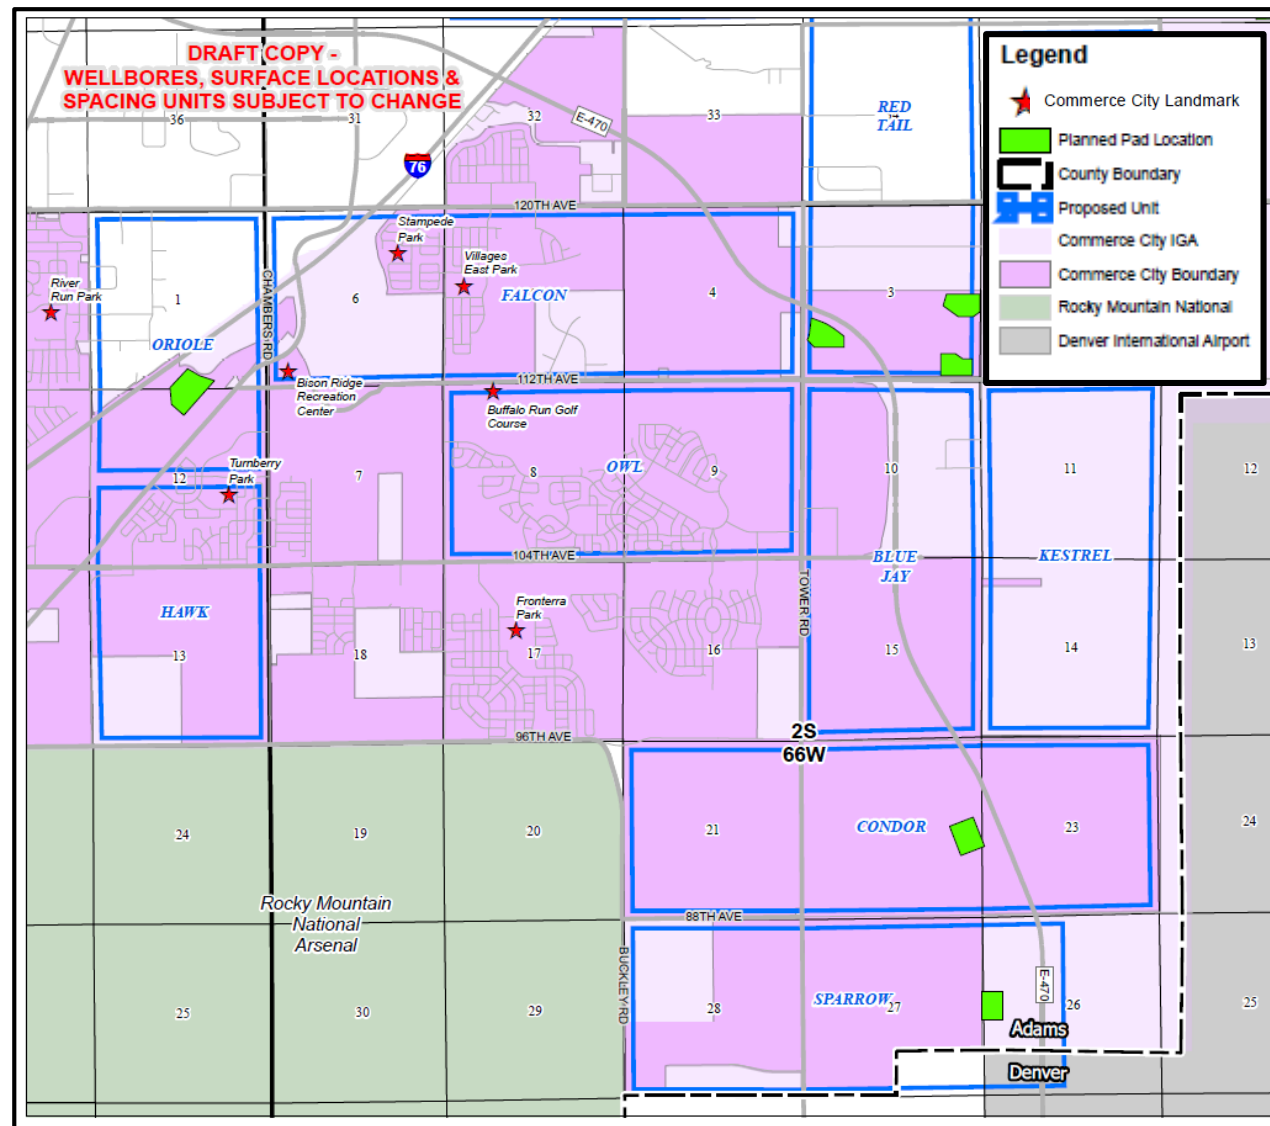 DRAFT COPY -
WELLBORES, SURFACE LOCATIONS &
SPACING UNITS SUBJECT TO CHANGE
Legend
Commerce City Landmark
Planned Pad Location
County Boundary
Proposed Unit
Commerce City IGA
Commerce City Boundary
Rocky Mountain National
Denver International Airport
36
31
32
33
E-470
RED
TAIL
76
120TH AVE
Stampede
Park
Villages
East Park
River
Run Park
CHAMBERS RD
1
6
FALCON
4
3
ORIOLE
Bison Ridge
Recreation
Center
112TH AVE
Buffalo Run Golf
Course
Turnberry
Park
12
7
8
OWL
9
10
11
12
104TH AVE
BLUE
JAY
KESTREL
TOWER RD
HAWK
Fronterra
Park
13
18
17
16
15
14
13
96TH AVE
2S
66W
24
19
20
21
CONDOR
23
24
Rocky Mountain
National
Arsenal
88TH AVE
BUCKLEY RD
25
30
29
28
SPARROW
27
E-470
26
25
Adams
Denver